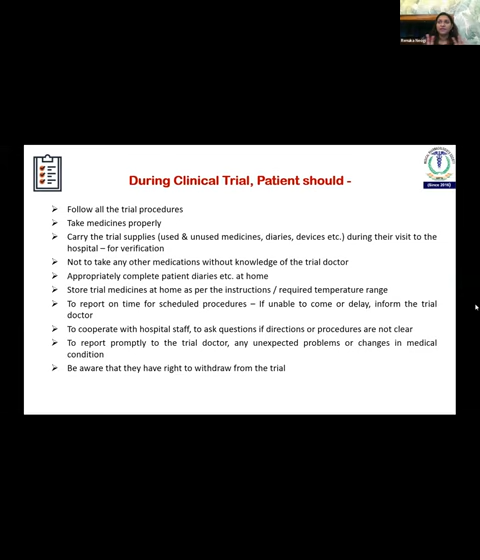 Renuka Neogi
During Clinical Trial, Patient should -
(Since 2016)
➢ Follow all the trial procedures
➢ Take medicines properly
➢ Carry the trial supplies (used & unused medicines, diaries, devices etc.) during their visit to the
hospital – for verification
➢ Not to take any other medications without knowledge of the trial doctor
➢ Appropriately complete patient diaries etc. at home
➢ Store trial medicines at home as per the instructions / required temperature range
➢ To report on time for scheduled procedures – If unable to come or delay, inform the trial
doctor
➢ To cooperate with hospital staff, to ask questions if directions or procedures are not clear
➢ To report promptly to the trial doctor, any unexpected problems or changes in medical
condition
➢ Be aware that they have right to withdraw from the trial